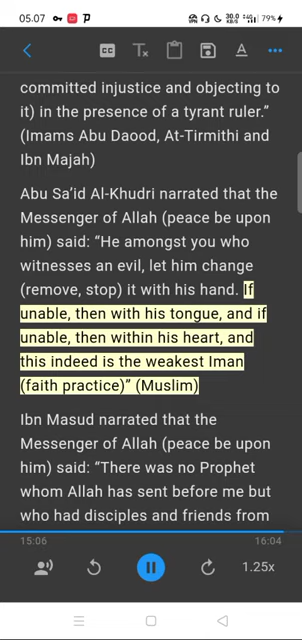 05.07
30.0
KB/S
79%
committed injustice and objecting to
it) in the presence of a tyrant ruler.”
(Imams Abu Daood, At-Tirmithi and
Ibn Majah)
Abu Sa’id Al-Khudri narrated that the
Messenger of Allah (peace be upon
him) said: “He amongst you who
witnesses an evil, let him change
(remove, stop) it with his hand. If
unable, then with his tongue, and if
unable, then within his heart, and
this indeed is the weakest Iman
(faith practice)” (Muslim)
Ibn Masud narrated that the
Messenger of Allah (peace be upon
him) said: “There was no Prophet
whom Allah has sent before me but
who had disciples and friends from
15:06
16:04
1.25x